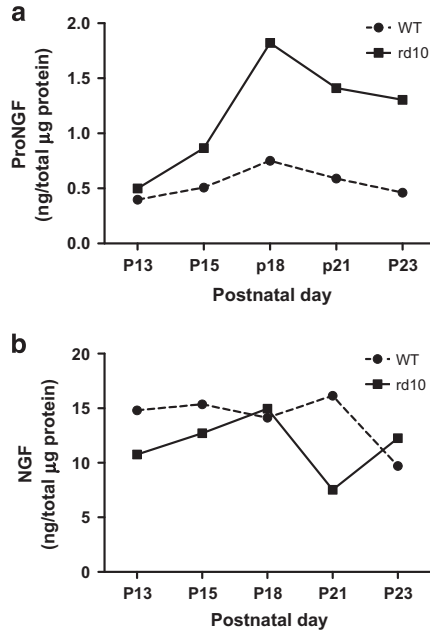 a
ProNGF
(ng/total µg protein)
2.0
1.5
1.0
0.5
0.0
WT
rd10
P13 P15 p18 p21 P23
Postnatal day
b
NGF
(ng/total µg protein)
20
15
10
5
0
WT
rd10
P13 P15 P18 P21 P23
Postnatal day